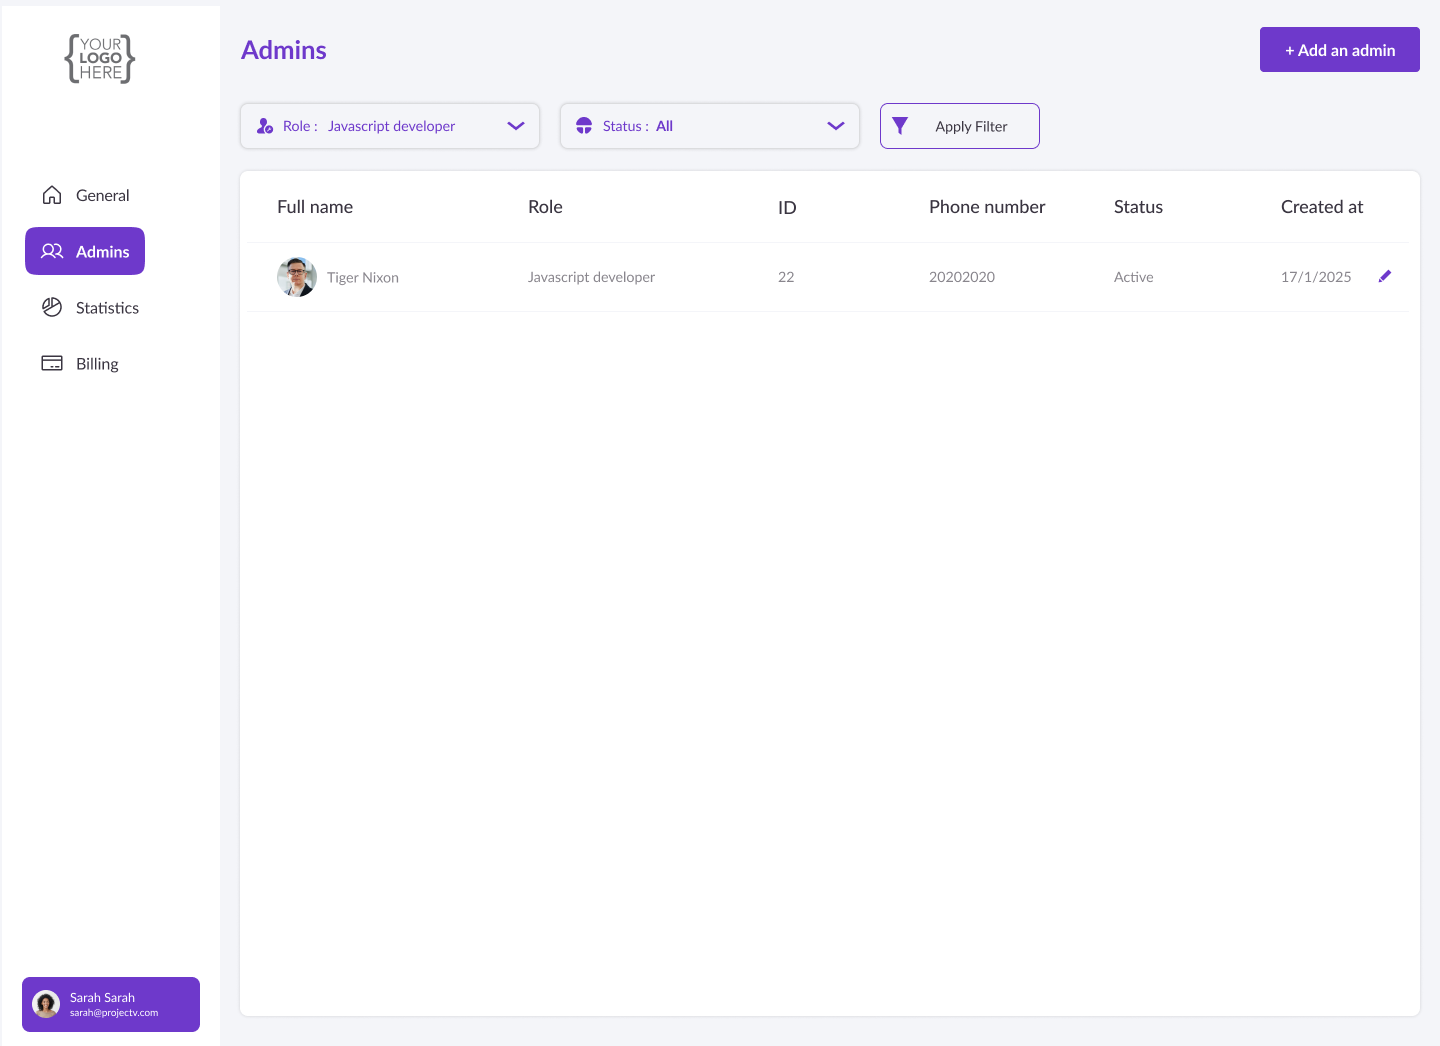 YOUR
LOGO
HERE
Admins
+ Add an admin
Role : Javascript developer
Status : All
Apply Filter
General
Admins
Statistics
Billing
Full name Role ID Phone number Status Created at
Tiger Nixon Javascript developer 22 20202020 Active 17/1/2025
Sarah Sarah
sarah@projectv.com